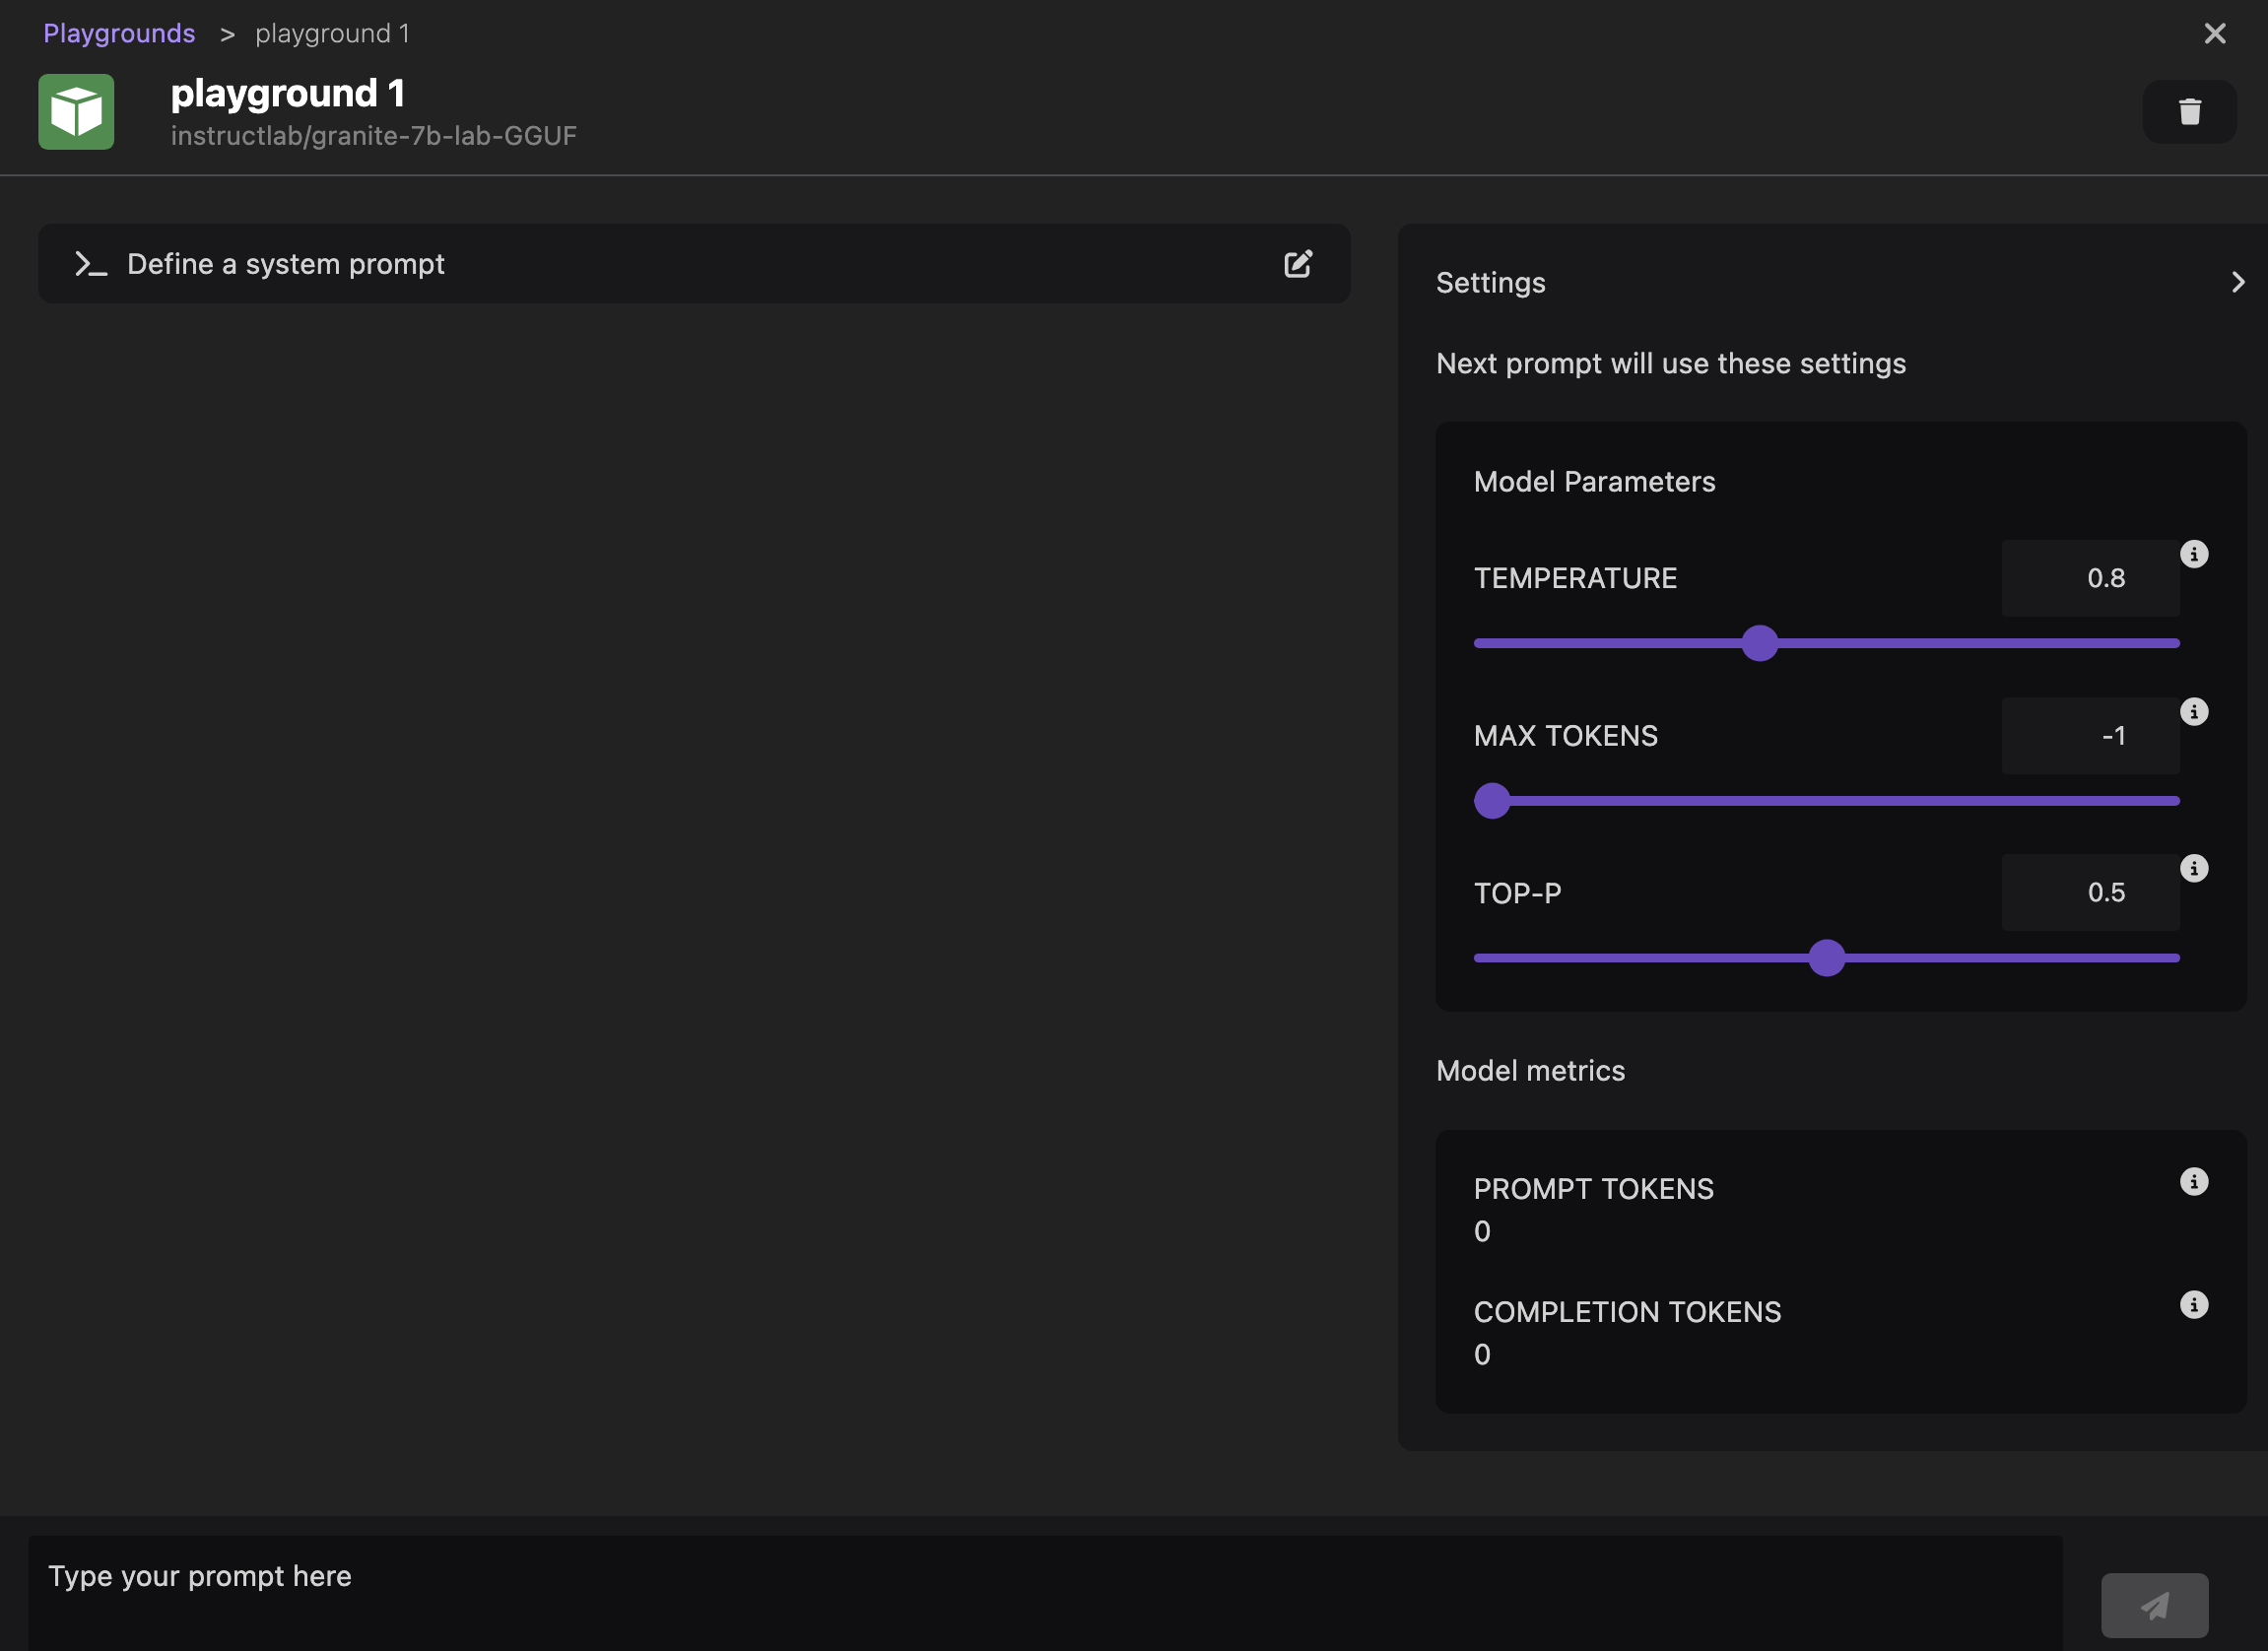 Playgrounds > playground 1
playground 1
instructlab/granite-7b-lab-GGUF
Define a system prompt
Settings
Next prompt will use these settings
Model Parameters
TEMPERATURE 0.8
MAX TOKENS -1
TOP-P 0.5
Model metrics
PROMPT TOKENS
0
COMPLETION TOKENS
0
Type your prompt here